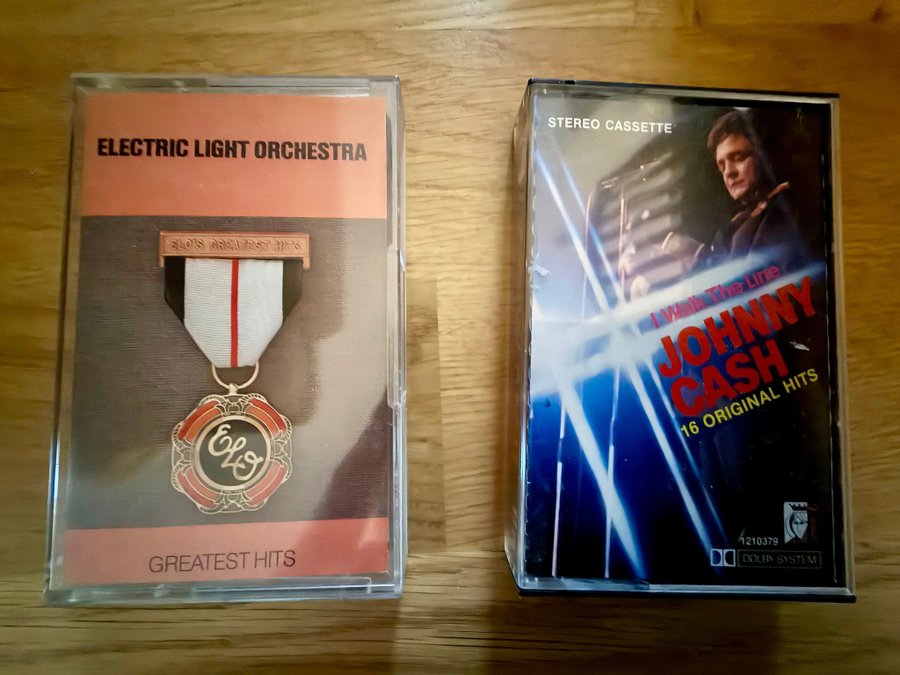 ELECTRIC LIGHT ORCHESTRA
ELO'S GREATEST HITS
ELO
GREATEST HITS
STEREO CASSETTE
I Walk The Line
JOHNNY
CASH
16 ORIGINAL HITS
1210379
DOLBY SYSTEM